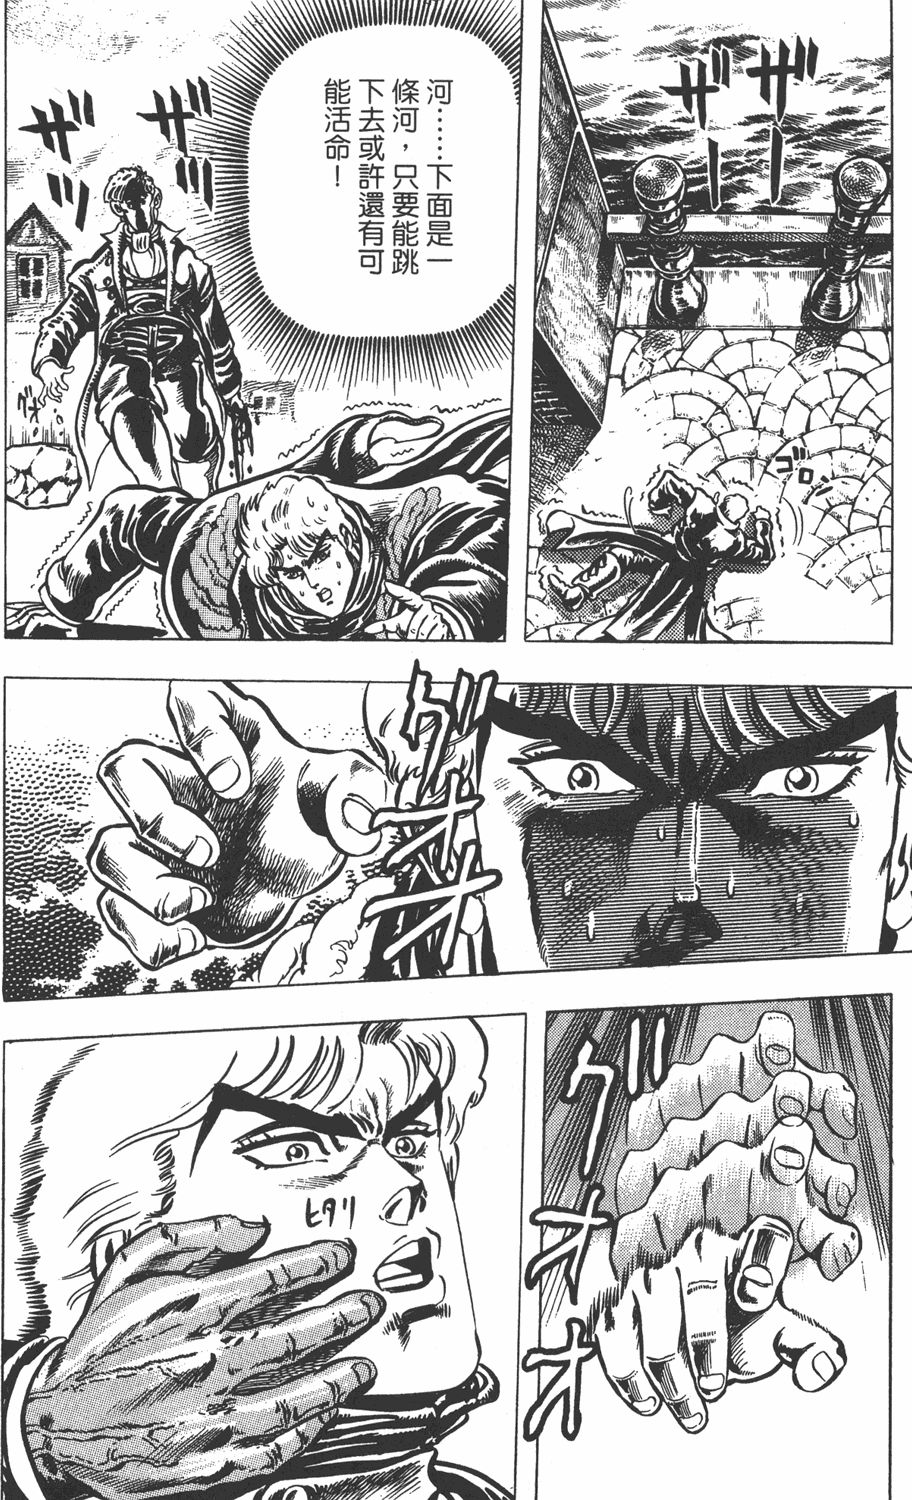 ザザ
ーー
ゴロン
河……下面是一
條河，只要能跳
下去或許還有可
能活命！
ザザ
ッッ
グオ
グオオ
グオオオ
ヒタリ